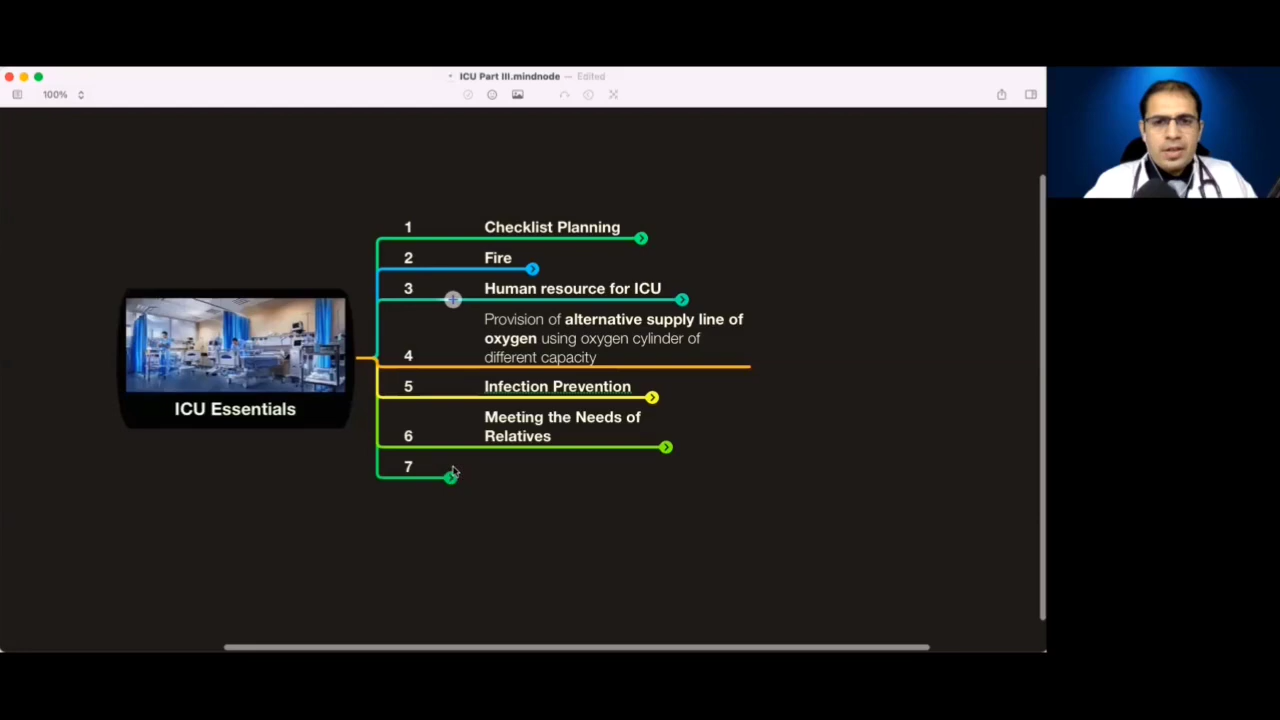 ICU Part III.mindnode — Edited
100%
1 Checklist Planning
2 Fire
3 Human resource for ICU
Provision of alternative supply line of
oxygen using oxygen cylinder of
4 different capacity
5 Infection Prevention
Meeting the Needs of
6 Relatives
7
ICU Essentials